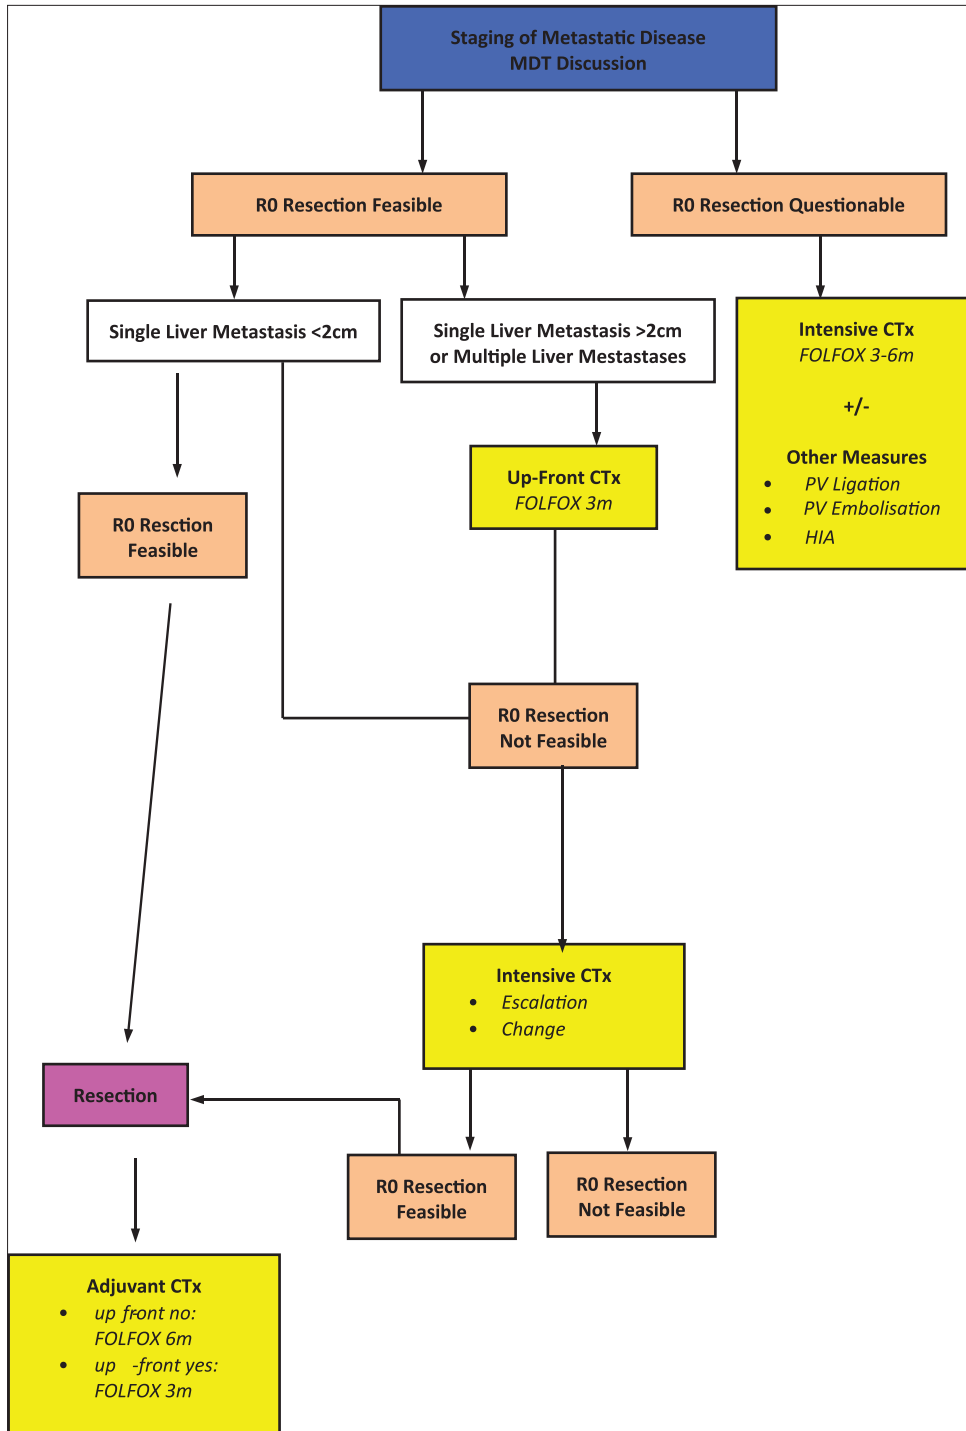 Staging of Metastatic Disease
MDT Discussion
R0 Resection Feasible
R0 Resection Questionable
Single Liver Metastasis <2cm
Single Liver Metastasis >2cm
or Multiple Liver Mestastases
Intensive CTx
FOLFOX 3-6m
+/-
Other Measures
• PV Ligation
• PV Embolisation
• HIA
Up-Front CTx
FOLFOX 3m
R0 Resction
Feasible
R0 Resection
Not Feasible
Intensive CTx
• Escalation
• Change
Resection
R0 Resection
Feasible
R0 Resection
Not Feasible
Adjuvant CTx
• up front no:
FOLFOX 6m
• up -front yes:
FOLFOX 3m